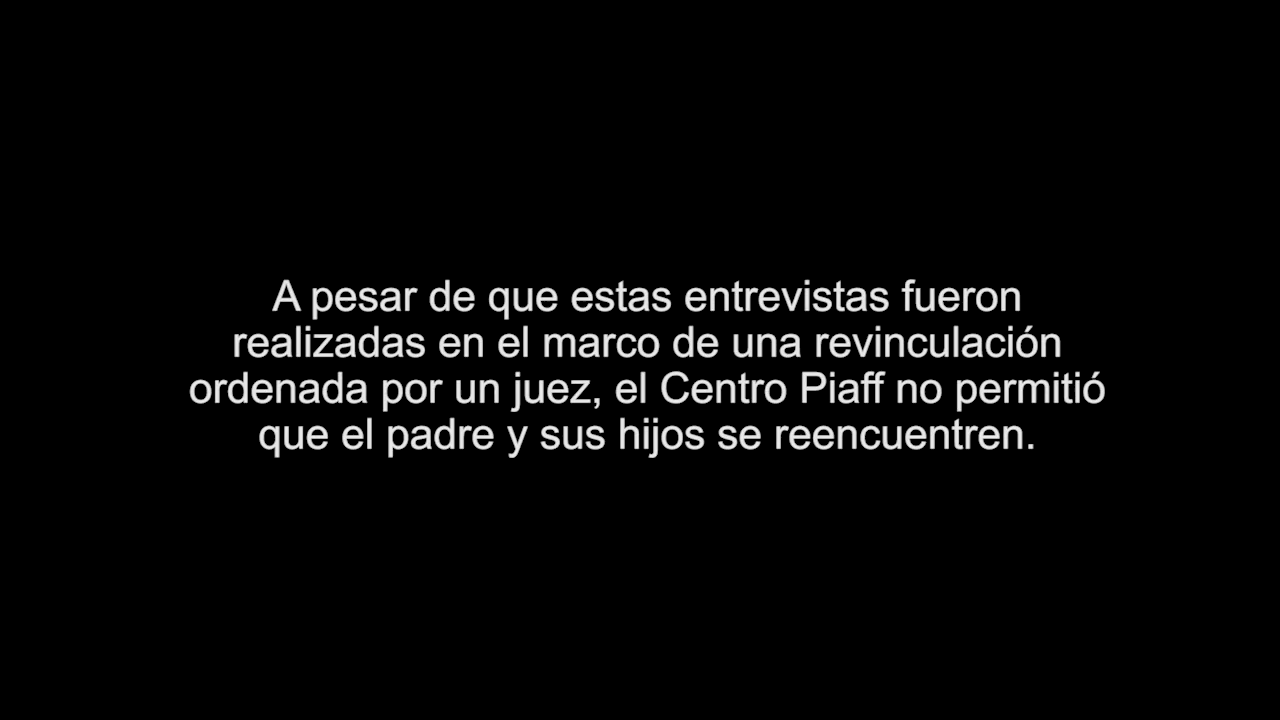 A pesar de que estas entrevistas fueron
realizadas en el marco de una revinculación
ordenada por un juez, el Centro Piaff no permitió
que el padre y sus hijos se reencuentren.